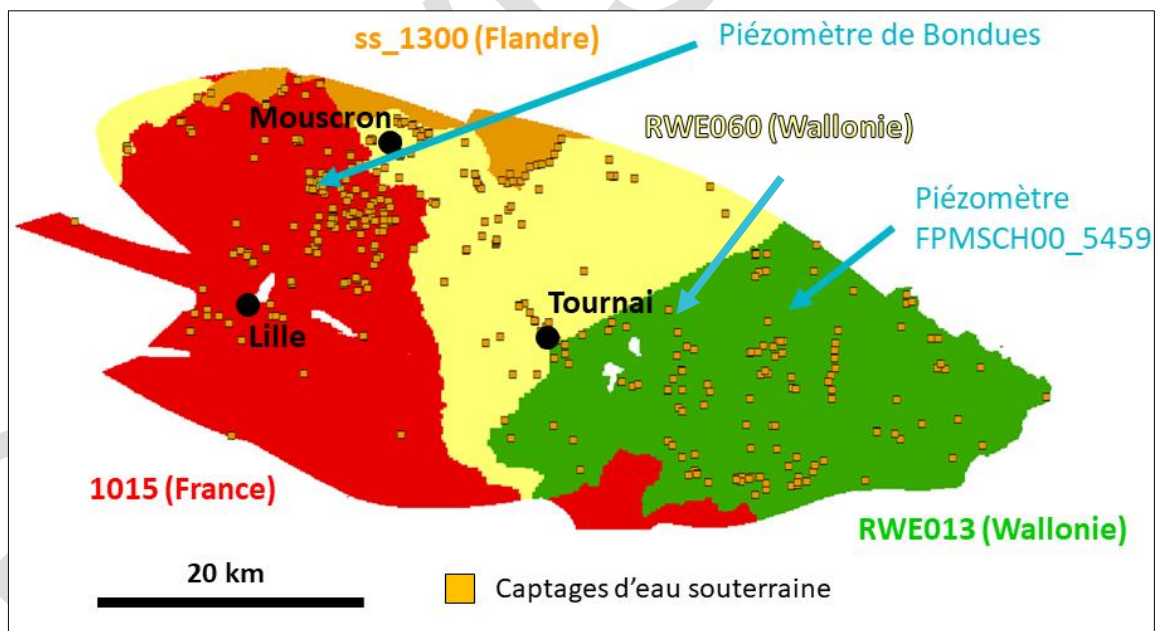 ss_1300 (Flandre)
Piézomètre de Bondues
Mouscron
RWE060 (Wallonie)
Piézomètre
FPMSCH00_5459
Tournai
Lille
1015 (France)
RWE013 (Wallonie)
20 km
Captages d'eau souterraine